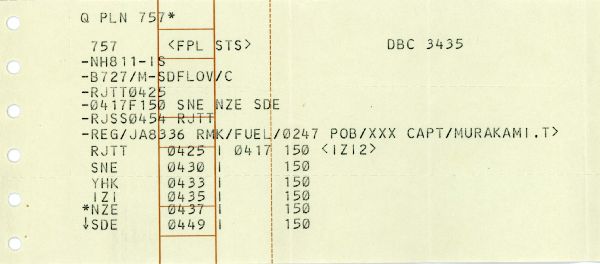 Q PLN 757*
757 <FPL STS> DBC 3435
-NH811-IS
-B727/M-SDFLOV/C
-RJTT0425
-0417F150 SNE NZE SDE
-RJSS0454 RJTT
-REG/JA8336 RMK/FUEL/0247 POB/XXX CAPT/MURAKAMI.T>
RJTT 0425 | 0417 150 <IZI2>
SNE 0430 | 150
YHK 0433 | 150
IZI 0435 | 150
*NZE 0437 | 150
↓SDE 0449 | 150